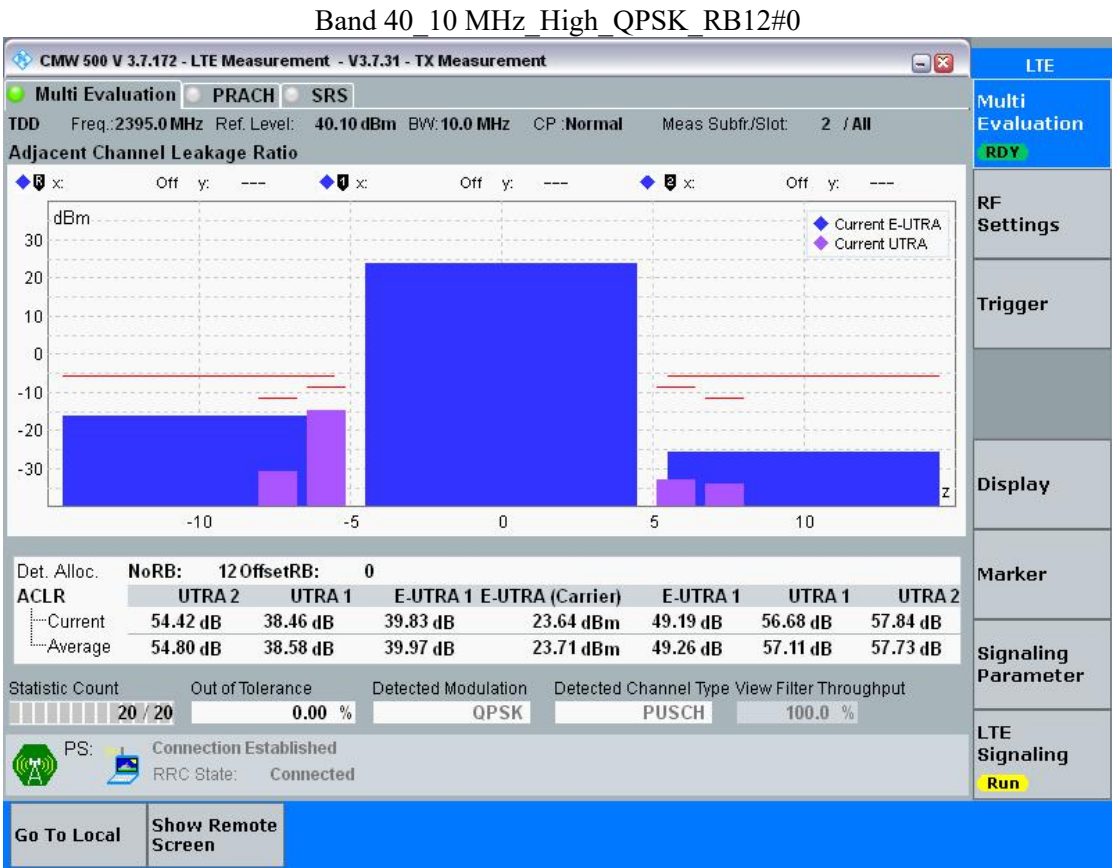 Band 40_10 MHz_High_QPSK_RB12#0
CMW 500 V 3.7.172 - LTE Measurement - V3.7.31 - TX Measurement
LTE
Multi Evaluation PRACH SRS
TDD Freq.:2395.0 MHz Ref. Level: 40.10 dBm BW: 10.0 MHz CP :Normal Meas Subfr./Slot: 2 / All
Adjacent Channel Leakage Ratio
R x: Off y: --- 1 x: Off y: --- 2 x: Off y: ---
dBm
Current E-UTRA
Current UTRA
30
20
10
0
-10
-20
-30
z
-10 -5 0 5 10
Det. Alloc. NoRB: 12 OffsetRB: 0
ACLR UTRA 2 UTRA 1 E-UTRA 1 E-UTRA (Carrier) E-UTRA 1 UTRA 1 UTRA 2
Current 54.42 dB 38.46 dB 39.83 dB 23.64 dBm 49.19 dB 56.68 dB 57.84 dB
Average 54.80 dB 38.58 dB 39.97 dB 23.71 dBm 49.26 dB 57.11 dB 57.73 dB
Statistic Count Out of Tolerance Detected Modulation Detected Channel Type View Filter Throughput
20 / 20 0.00 % QPSK PUSCH 100.0 %
PS: Connection Established
RRC State: Connected
Multi
Evaluation
RDY
RF
Settings
Trigger
Display
Marker
Signaling
Parameter
LTE
Signaling
Run
Go To Local
Show Remote
Screen